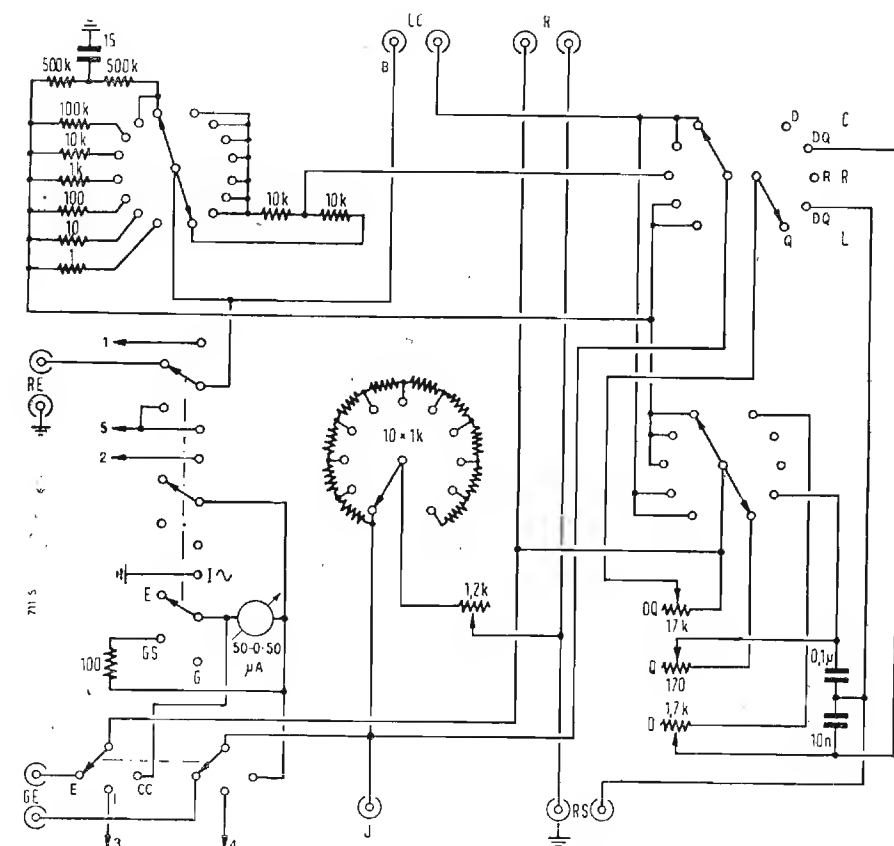 LC
R
B
15
500k 500k
100k
10k
1k
100
10
1
10k 10k
D
C
DQ
R R
DQ
L
Q
1
RE
5
2
10 × 1k
I ∿
E
GS
G
100
50-0-50
μA
1,2k
DQ
17k
Q
170
D
1,7k
0,1μ
10n
711 S
GE
E
1
CC
3
4
J
RS